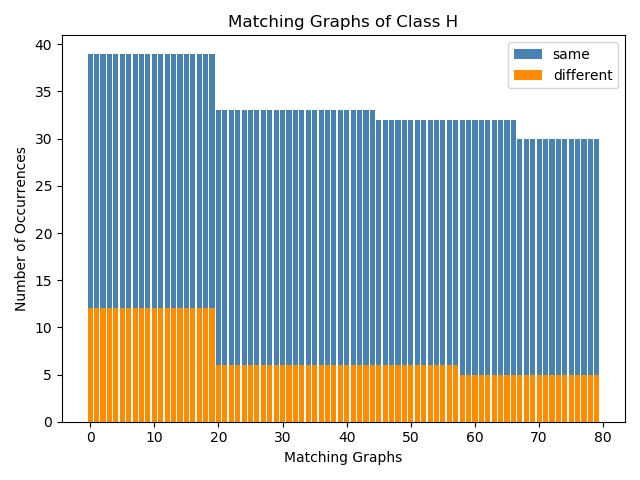 Matching Graphs of Class H
same
different
Number of Occurrences
40
35
30
25
20
15
10
5
0
0 10 20 30 40 50 60 70 80
Matching Graphs